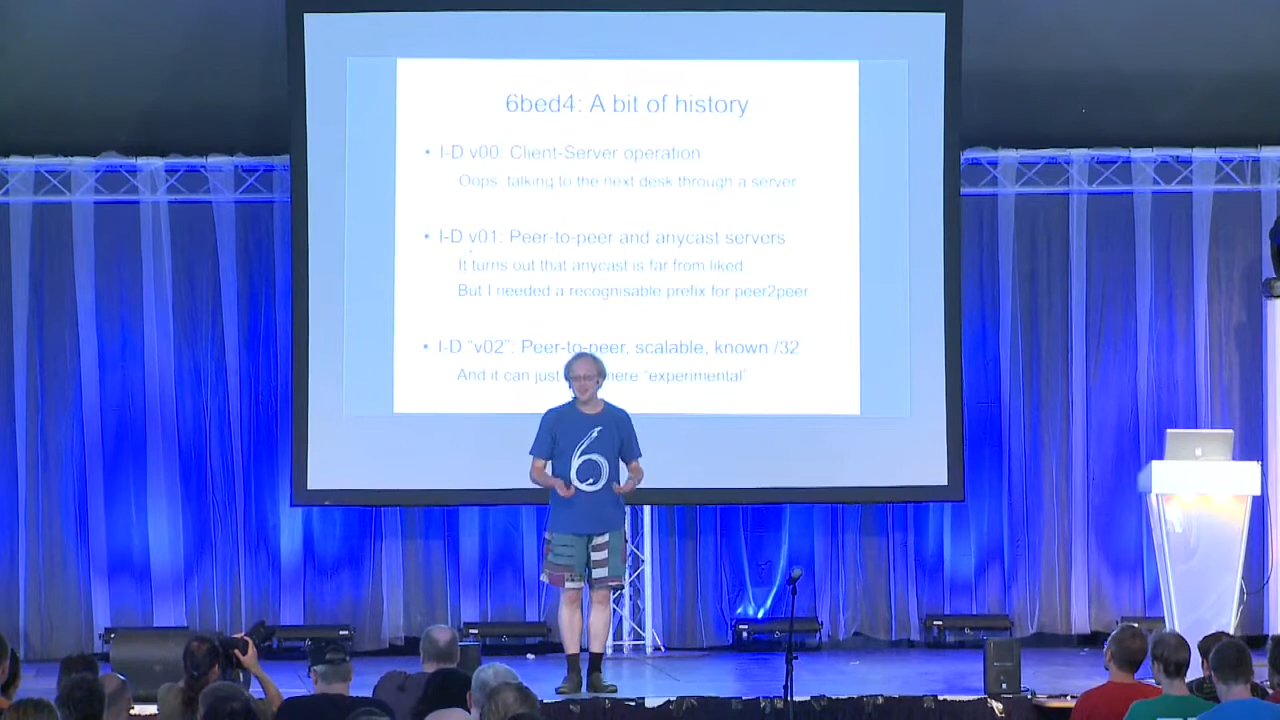 6bed4: A bit of history
• I-D v00: Client-Server operation
Oops, talking to the next desk through a server
• I-D v01: Peer-to-peer and anycast servers
It turns out that anycast is far from liked
But I needed a recognisable prefix for peer2peer
• I-D "v02": Peer-to-peer, scalable, known /32
And it can just "experimental"
6